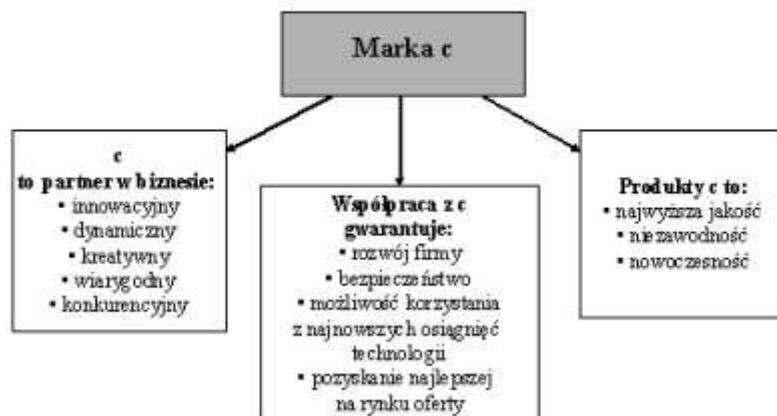 Marka c
c
to partner w biznesie:
• innowacyjny
• dynamiczny
• kreatywny
• wiarygodny
• konkurencyjny
Współpraca z c
gwarantuje:
• rozwój firmy
• bezpieczeństwo
• możliwość korzystania
z najnowszych osiągnięć
technologii
• pozyskanie najlepszej
na rynku oferty
Produkty c to:
• najwyższa jakość
• niezawodność
• nowoczesność